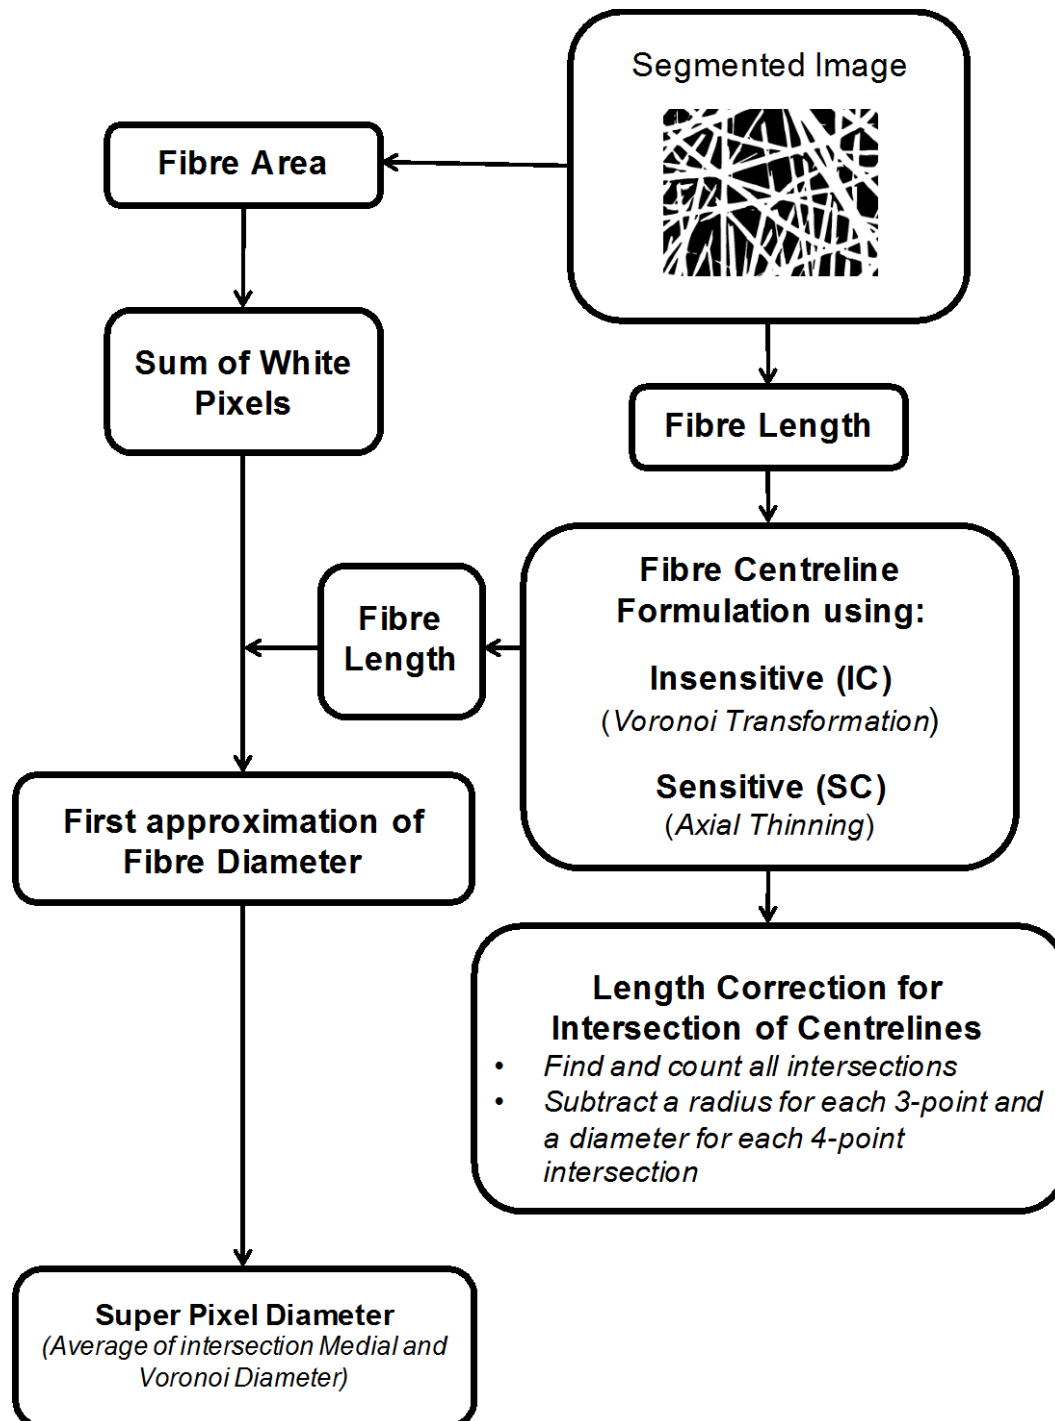 Segmented Image
Fibre Area
Sum of White
Pixels
Fibre Length
Fibre Centreline
Formulation using:
Insensitive (IC)
(Voronoi Transformation)
Sensitive (SC)
(Axial Thinning)
Fibre
Length
First approximation of
Fibre Diameter
Length Correction for
Intersection of Centrelines
• Find and count all intersections
• Subtract a radius for each 3-point and
a diameter for each 4-point
intersection
Super Pixel Diameter
(Average of intersection Medial and
Voronoi Diameter)